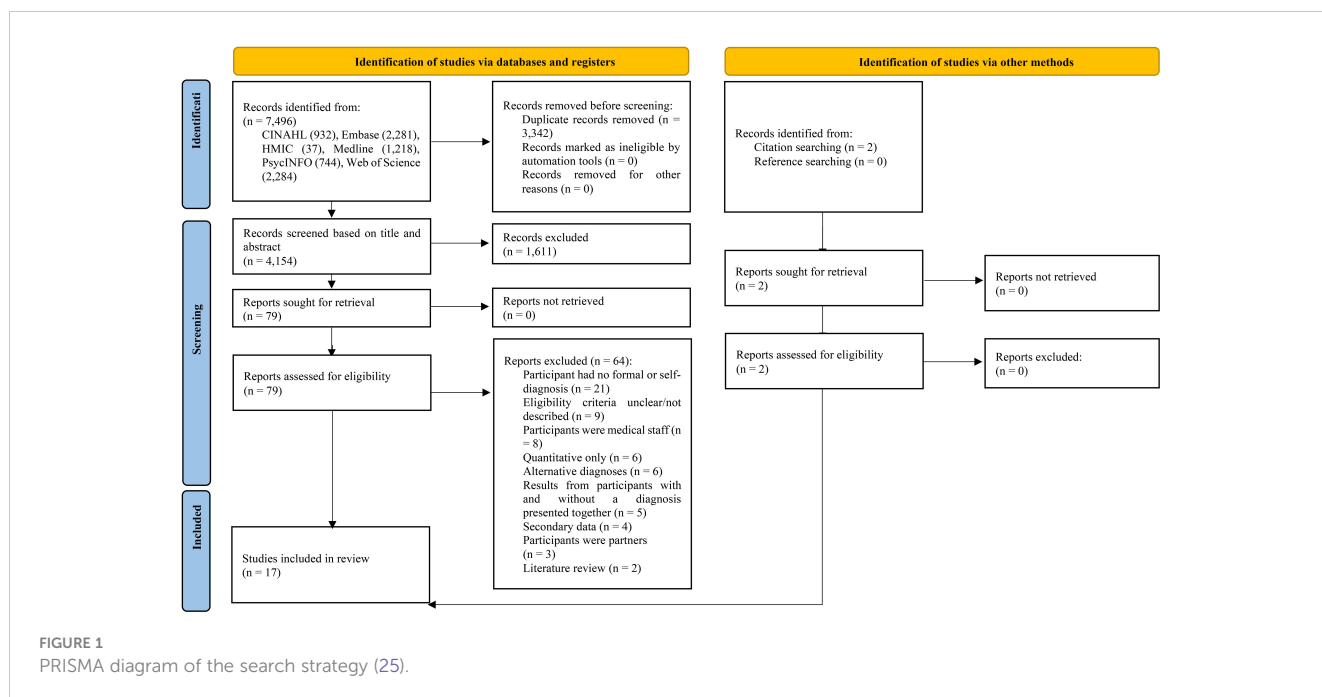 Identification of studies via databases and registers
Identification of studies via other methods
Identificati
Records identified from:
(n = 7,496)
CINAHL (932), Embase (2,281),
HMIC (37), Medline (1,218),
PsycINFO (744), Web of Science
(2,284)
Records removed before screening:
Duplicate records removed (n =
3,342)
Records marked as ineligible by
automation tools (n = 0)
Records removed for other
reasons (n = 0)
Records identified from:
Citation searching (n = 2)
Reference searching (n = 0)
Screening
Records screened based on title and
abstract
(n = 4,154)
Records excluded
(n = 1,611)
Reports sought for retrieval
(n = 79)
Reports not retrieved
(n = 0)
Reports sought for retrieval
(n = 2)
Reports not retrieved
(n = 0)
Reports assessed for eligibility
(n = 79)
Reports excluded (n = 64):
Participant had no formal or self-
diagnosis (n = 21)
Eligibility criteria unclear/not
described (n = 9)
Participants were medical staff (n
= 8)
Quantitative only (n = 6)
Alternative diagnoses (n = 6)
Results from participants with
and without a diagnosis
presented together (n = 5)
Secondary data (n = 4)
Participants were partners
(n = 3)
Literature review (n = 2)
Reports assessed for eligibility
(n = 2)
Reports excluded:
(n = 0)
Included
Studies included in review
(n = 17)
FIGURE 1
PRISMA diagram of the search strategy (25).